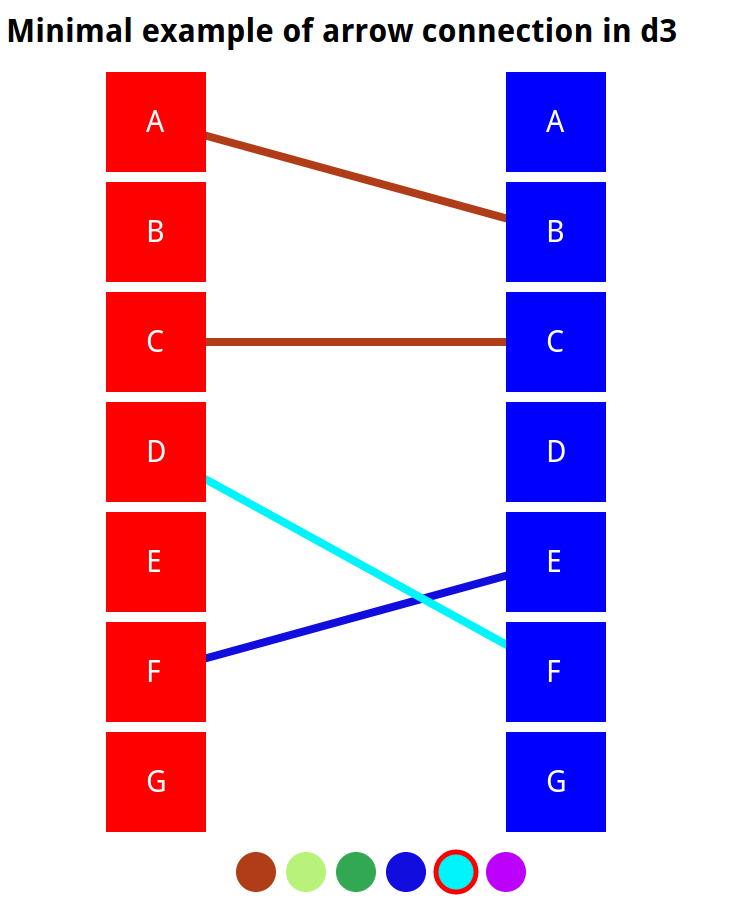 Minimal example of arrow connection in d3
A A
B B
C C
D D
E E
F F
G G